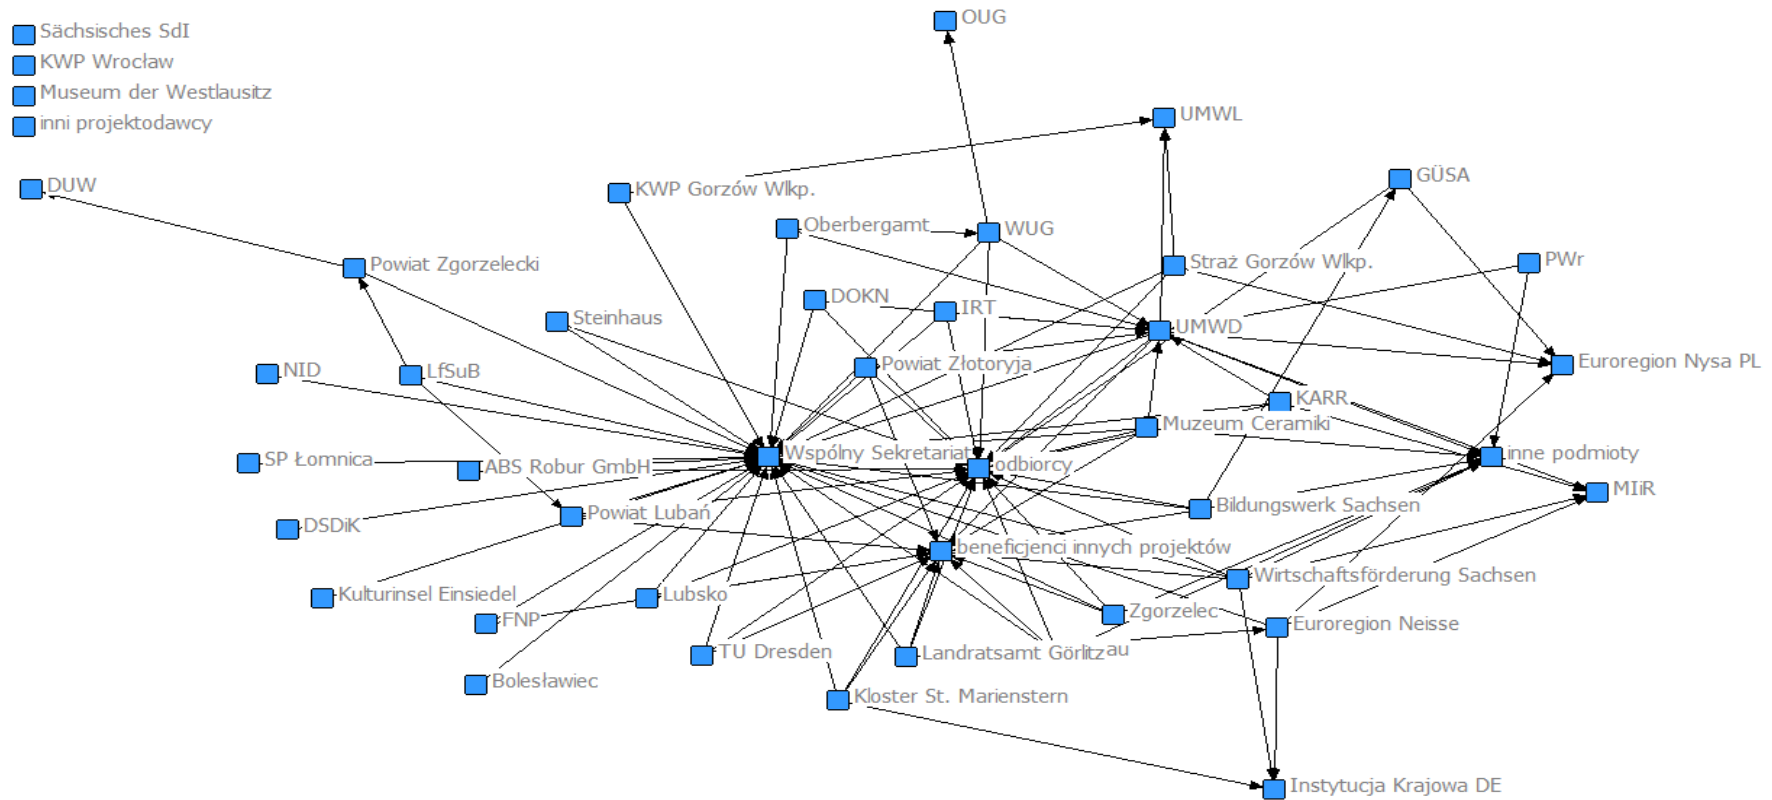 Sächsisches SdI
KWP Wrocław
Museum der Westlausitz
inni projektodawcy
OUG
UMWL
DUW
KWP Gorzów Wlkp.
GÜSA
Oberbergamt
WUG
Powiat Zgorzelecki
Straż Gorzów Wlkp.
PWr
DOKN
IRT
Steinhaus
UMWD
NID
LfSuB
Powiat Złotoryja
Euroregion Nysa PL
KARR
Muzeum Ceramiki
SP Łomnica
ABS Robur GmbH
Wspólny Sekretariat
odbiorcy
inne podmioty
MIiR
DSDiK
Powiat Lubań
Bildungswerk Sachsen
beneficjenci innych projektów
Kulturinsel Einsiedel
Lubsko
Wirtschaftsförderung Sachsen
FNP
Zgorzelec
Euroregion Neisse
TU Dresden
Landratsamt Görlitz
Bolesławiec
Kloster St. Marienstern
Instytucja Krajowa DE